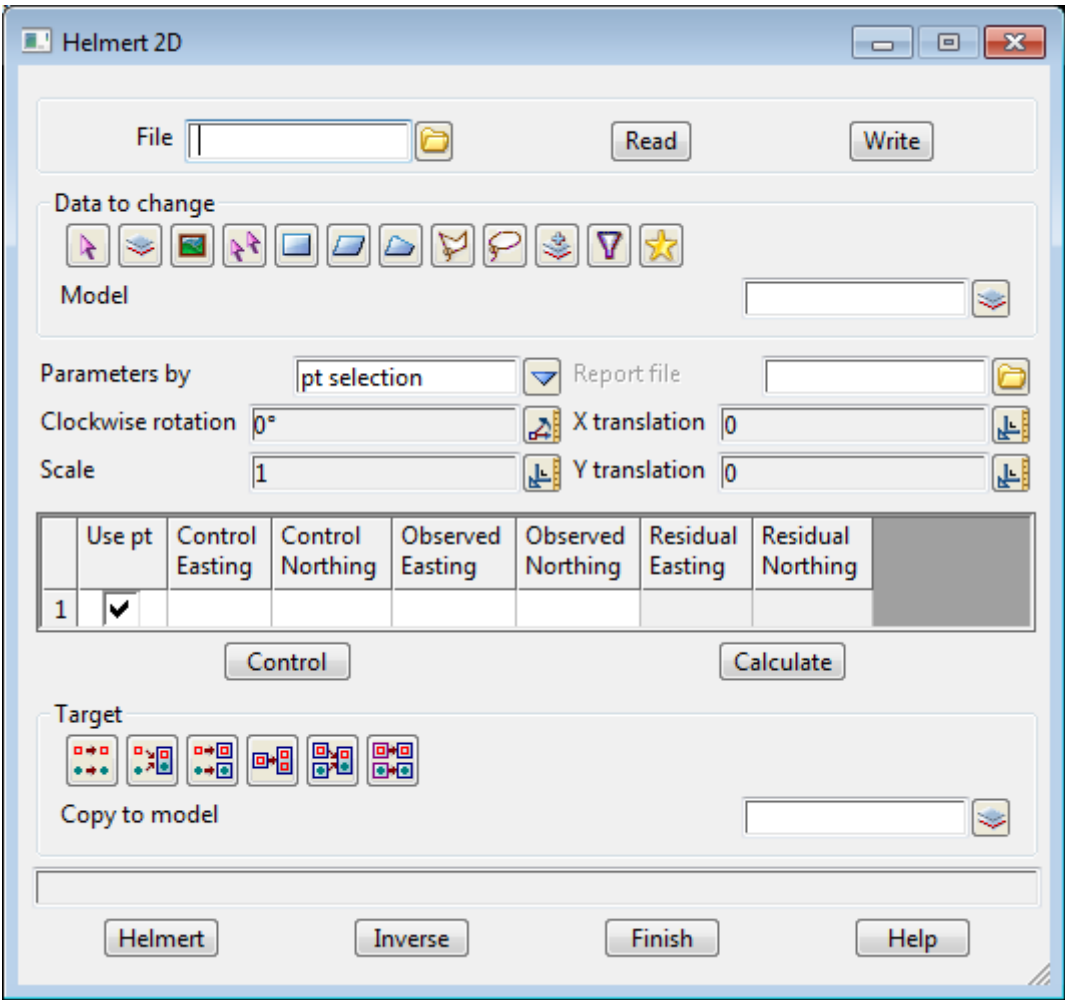 Helmert 2D
File Read Write
Data to change
Model
Parameters by pt selection Report file
Clockwise rotation 0° X translation 0
Scale 1 Y translation 0
Use pt Control Easting Control Northing Observed Easting Observed Northing Residual Easting Residual Northing
1
Control Calculate
Target
Copy to model
Helmert Inverse Finish Help